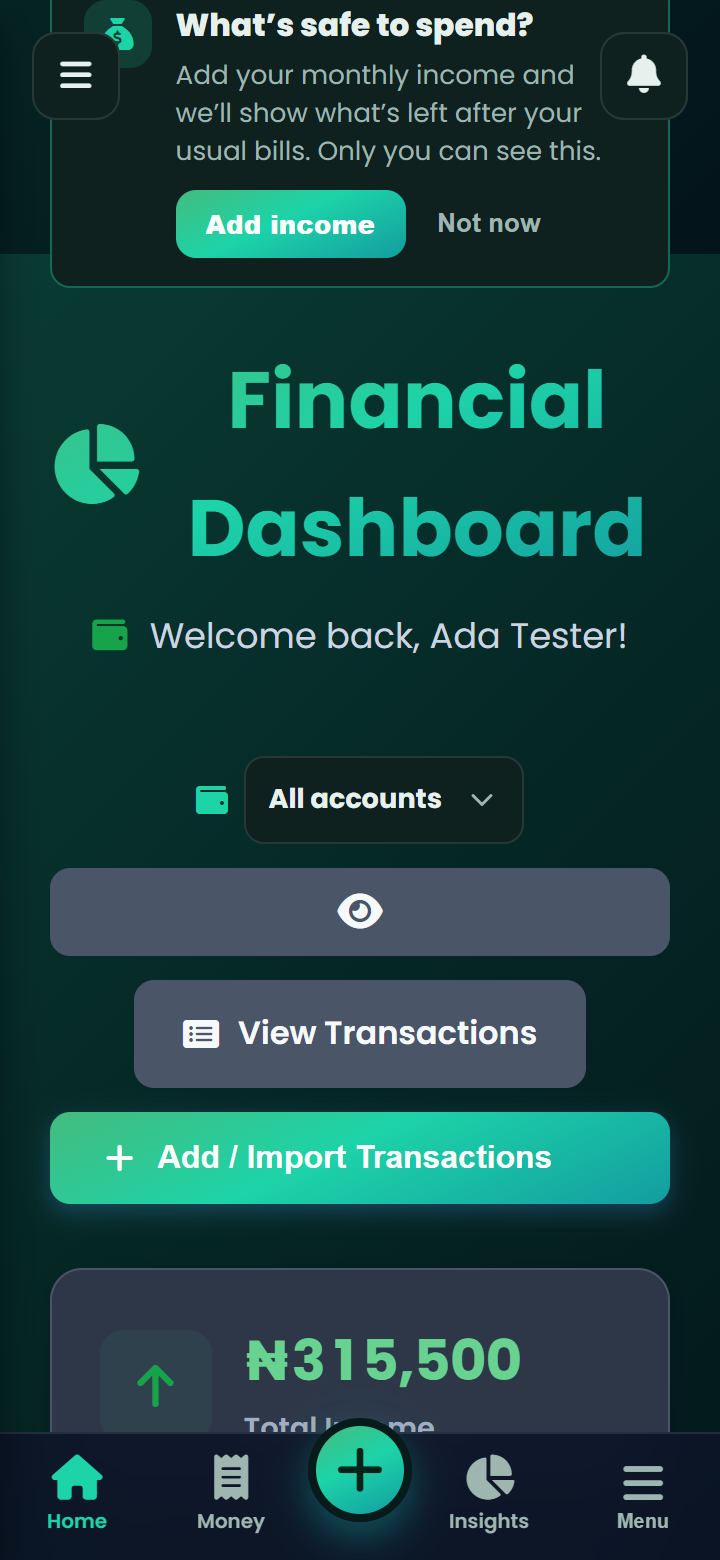 What's safe to spend?
Add your monthly income and
we'll show what's left after your
usual bills. Only you can see this.
Add income
Not now
Financial
Dashboard
Welcome back, Ada Tester!
All accounts
View Transactions
Add / Import Transactions
₦315,500
Total Income
Home
Money
Insights
Menu